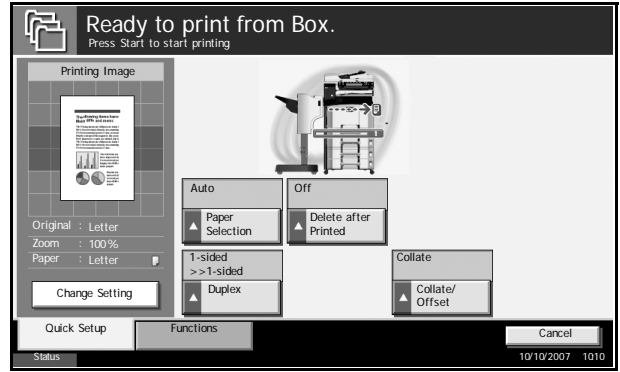 Ready to print from Box.
Press Start to start printing
Printing Image
Original : Letter
Zoom : 100%
Paper : Letter
Change Setting
Auto
Paper
Selection
Off
Delete after
Printed
1-sided
>>1-sided
Duplex
Collate
Collate/
Offset
Quick Setup
Functions
Cancel
Status
10/10/2007 1010